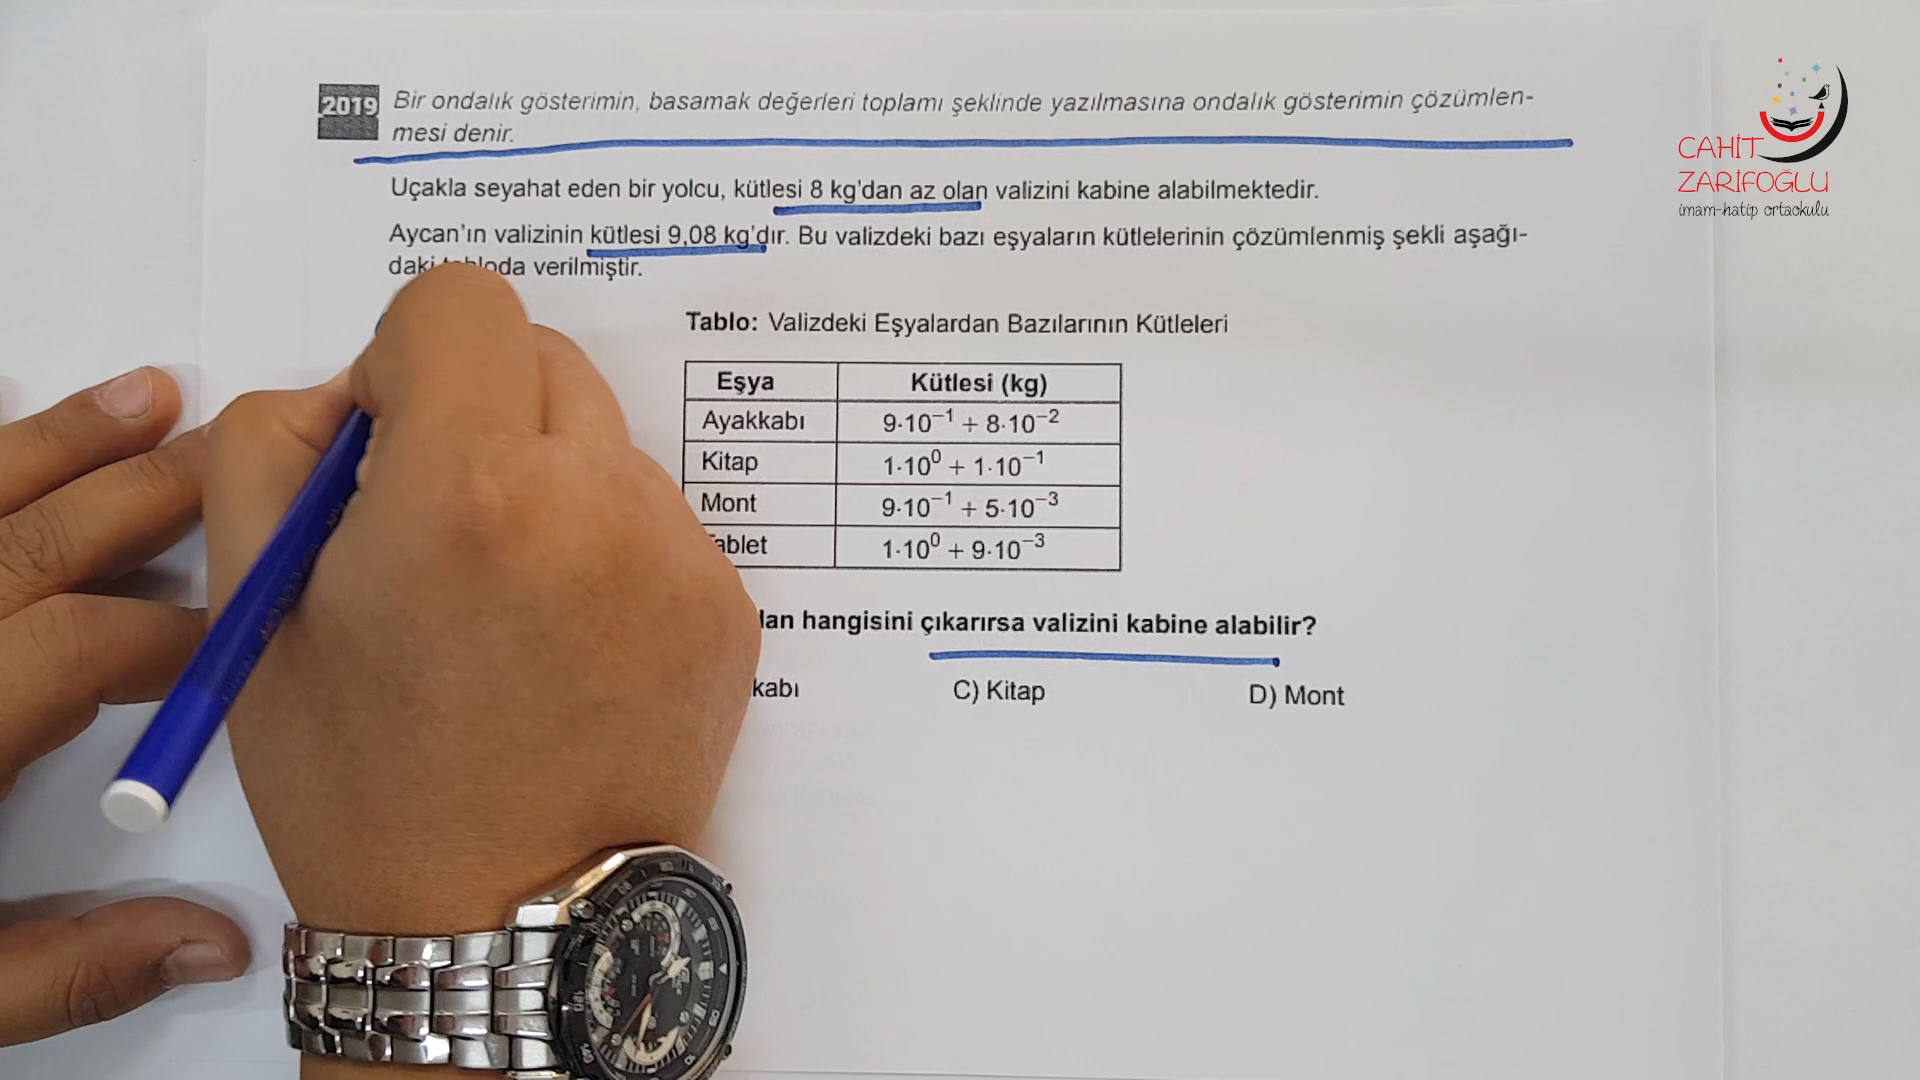 2019 Bir ondalık gösterimin, basamak değerleri toplamı şeklinde yazılmasına ondalık gösterimin çözümlen-
mesi denir.
Uçakla seyahat eden bir yolcu, kütlesi 8 kg'dan az olan valizini kabine alabilmektedir.
Aycan'ın valizinin kütlesi 9,08 kg'dır. Bu valizdeki bazı eşyaların kütlelerinin çözümlenmiş şekli aşağı-
daki tabloda verilmiştir.
Tablo: Valizdeki Eşyalardan Bazılarının Kütleleri
Eşya Kütlesi (kg)
Ayakkabı 9·10⁻¹ + 8·10⁻²
Kitap 1·10⁰ + 1·10⁻¹
Mont 9·10⁻¹ + 5·10⁻³
Tablet 1·10⁰ + 9·10⁻³
hangisini çıkarırsa valizini kabine alabilir?
C) Kitap D) Mont
CAHİT
ZARİFOĞLU
imam-hatip ortaokulu